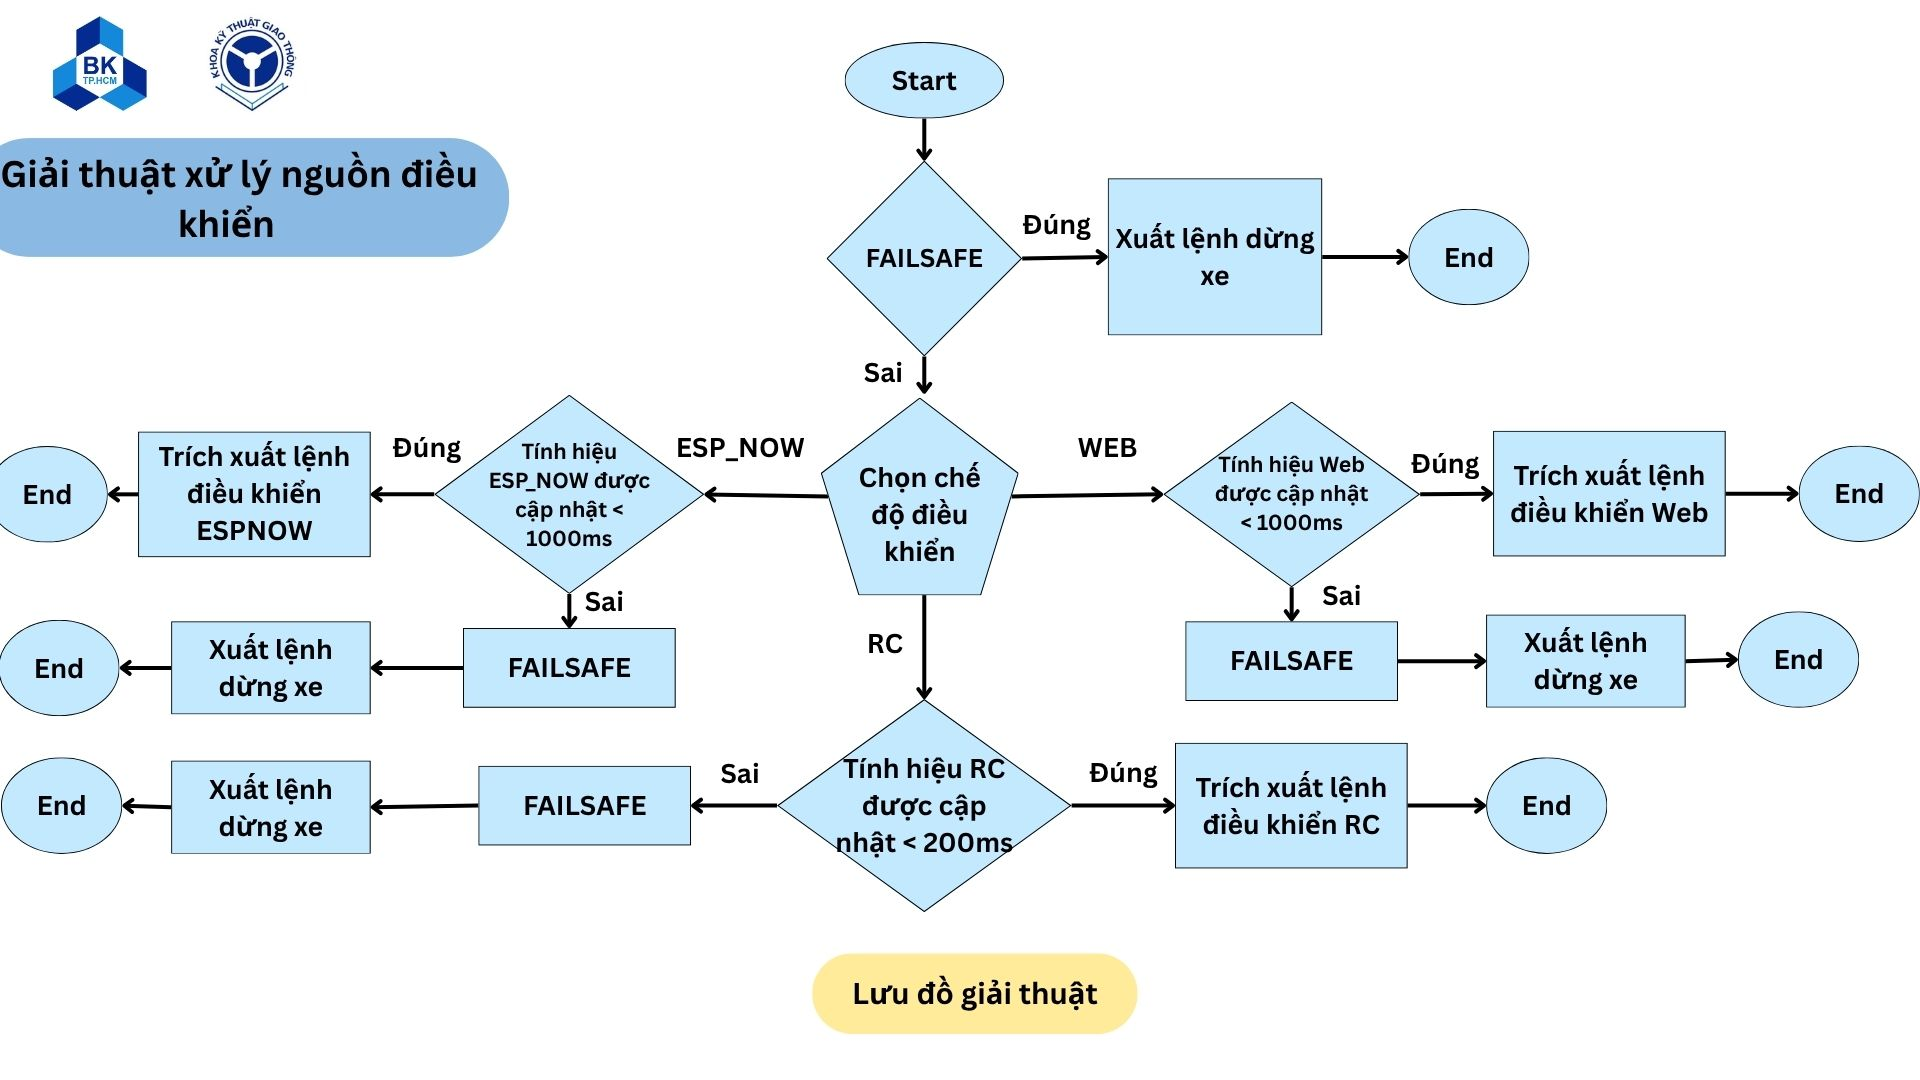 BK
TP.HCM
KHOA KỸ THUẬT GIAO THÔNG
Giải thuật xử lý nguồn điều
khiển
Start
FAILSAFE
Đúng
Xuất lệnh dừng
xe
End
Sai
Chọn chế
độ điều
khiển
ESP_NOW
Tính hiệu
ESP_NOW được
cập nhật <
1000ms
Đúng
Trích xuất lệnh
điều khiển
ESPNOW
End
Sai
FAILSAFE
Xuất lệnh
dừng xe
End
WEB
Tính hiệu Web
được cập nhật
< 1000ms
Đúng
Trích xuất lệnh
điều khiển Web
End
Sai
FAILSAFE
Xuất lệnh
dừng xe
End
RC
Tính hiệu RC
được cập
nhật < 200ms
Sai
FAILSAFE
Xuất lệnh
dừng xe
End
Đúng
Trích xuất lệnh
điều khiển RC
End
Lưu đồ giải thuật